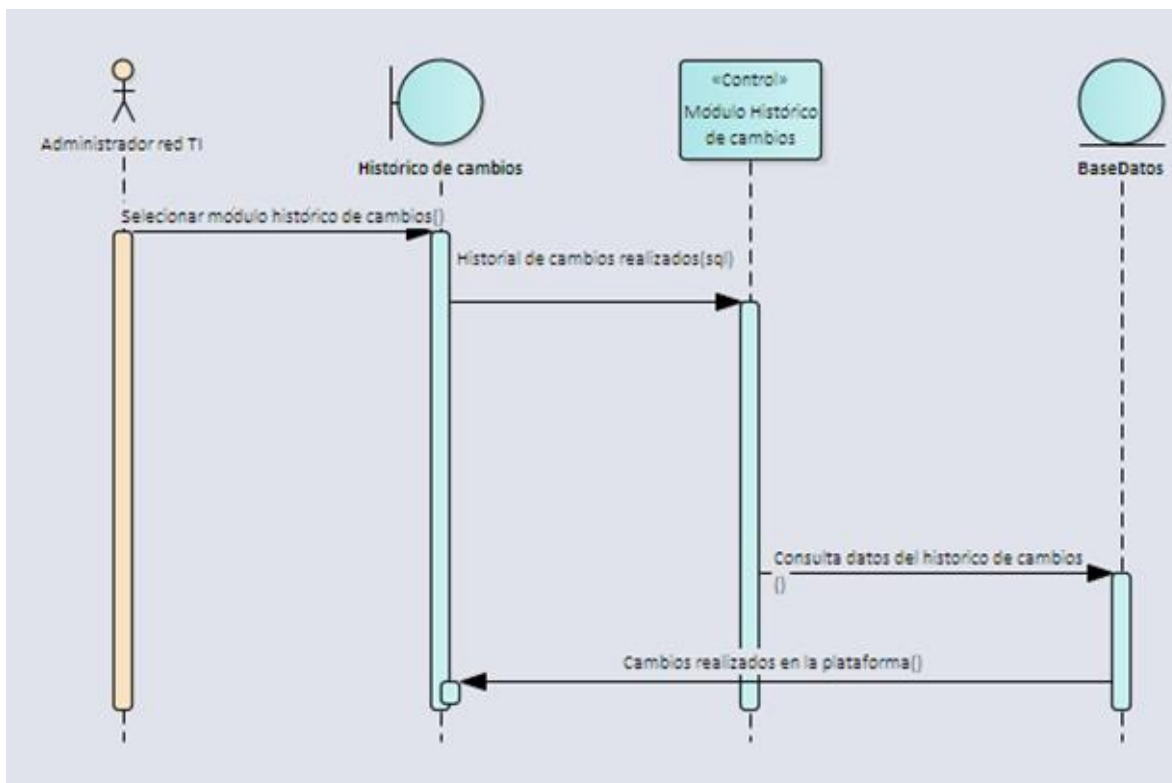 Administrador red TI
Histórico de cambios
«Control»
Módulo Histórico
de cambios
BaseDatos
Selecionar módulo histórico de cambios()
Historial de cambios realizados(sql)
Consulta datos del historico de cambios
()
Cambios realizados en la plataforma()